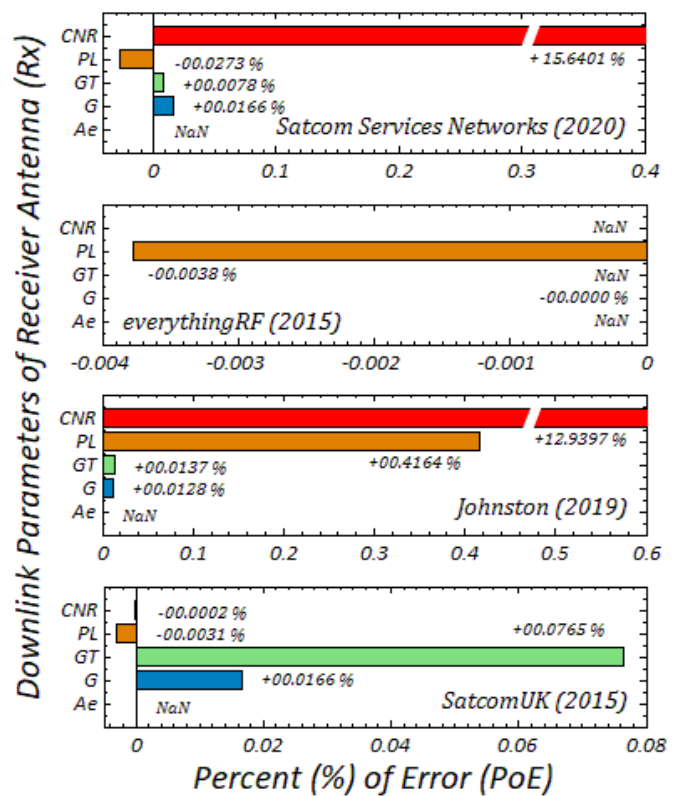 Downlink Parameters of Receiver Antenna (Rx)
CNR
PL
GT
G
Ae
+15.6401 %
-00.0273 %
+00.0078 %
+00.0166 %
NaN
Satcom Services Networks (2020)
0 0.1 0.2 0.3 0.4
CNR
PL
GT
G
Ae
NaN
-00.0038 %
NaN
-00.0000 %
NaN
everythingRF (2015)
-0.004 -0.003 -0.002 -0.001 0
CNR
PL
GT
G
Ae
+12.9397 %
+00.4164 %
+00.0137 %
+00.0128 %
NaN
Johnston (2019)
0 0.1 0.2 0.3 0.4 0.5 0.6
CNR
PL
GT
G
Ae
-00.0002 %
-00.0031 %
+00.0765 %
+00.0166 %
NaN
SatcomUK (2015)
0 0.02 0.04 0.06 0.08
Percent (%) of Error (PoE)